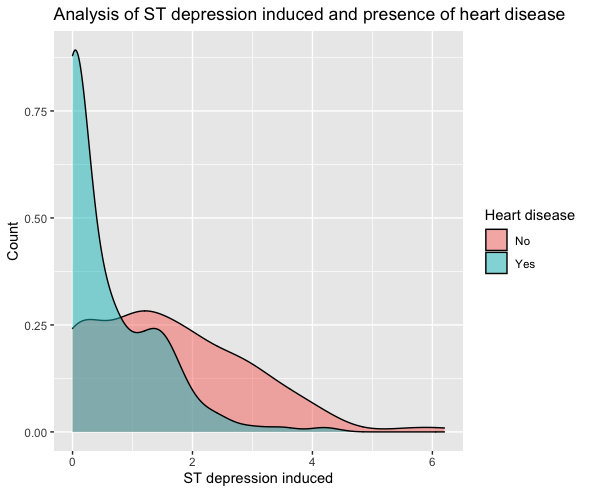 Analysis of ST depression induced and presence of heart disease
0.75
0.50
0.25
0.00
Count
0 2 4 6
ST depression induced
Heart disease
No
Yes